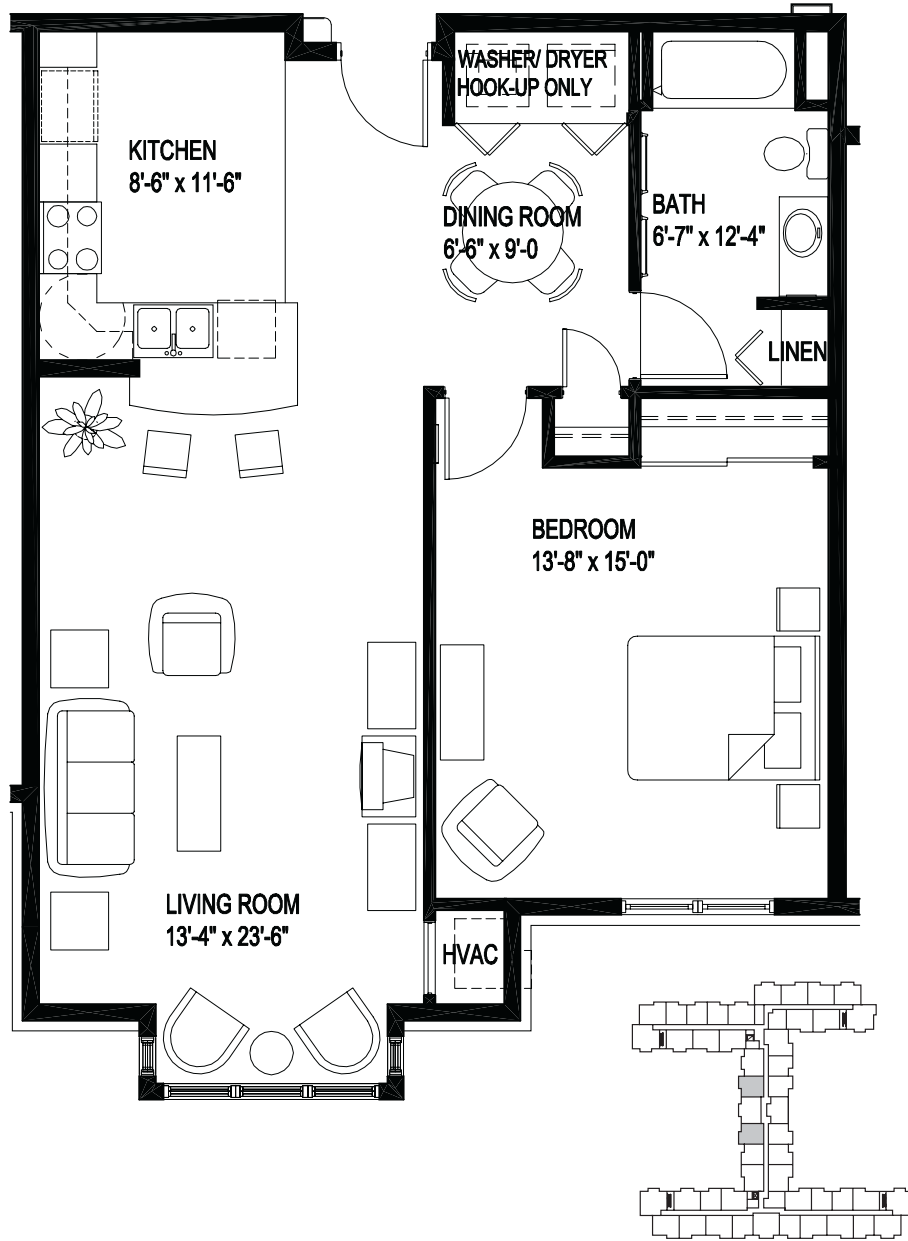 WASHER/ DRYER
HOOK-UP ONLY
KITCHEN
8'-6" x 11'-6"
DINING ROOM
6'-6" x 9'-0
BATH
6'-7" x 12'-4"
LINEN
BEDROOM
13'-8" x 15'-0"
LIVING ROOM
13'-4" x 23'-6"
HVAC